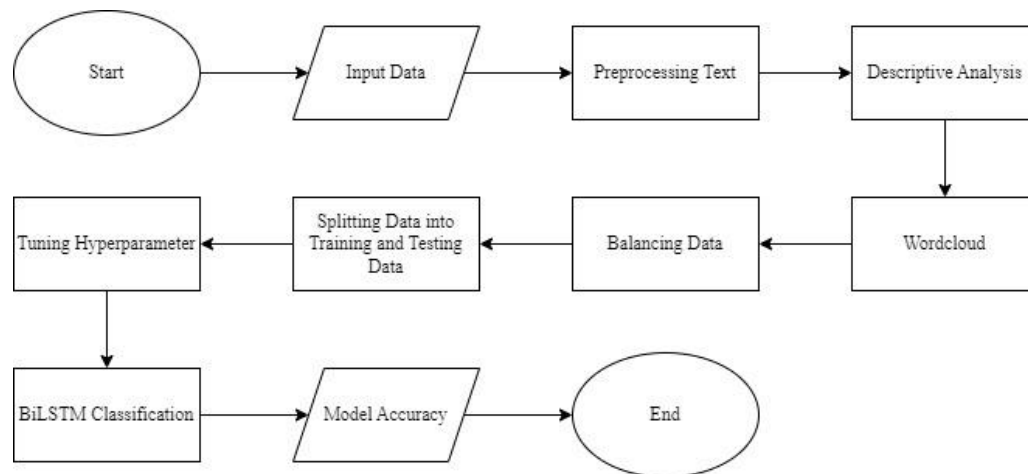 Start
Input Data
Preprocessing Text
Descriptive Analysis
Wordcloud
Balancing Data
Splitting Data into
Training and Testing
Data
Tuning Hyperparameter
BiLSTM Classification
Model Accuracy
End